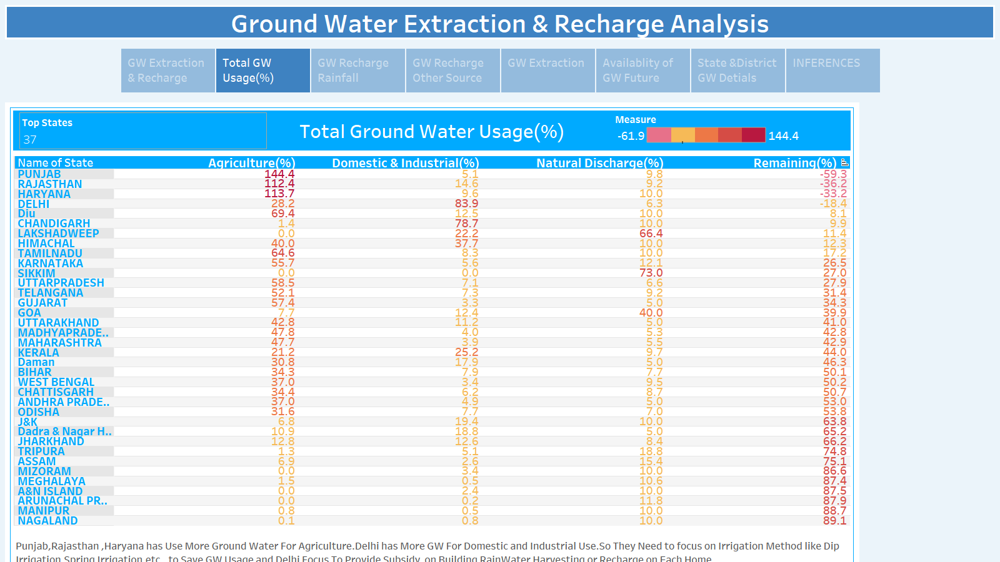 Ground Water Extraction & Recharge Analysis
GW Extraction & Recharge
Total GW Usage(%)
GW Recharge Rainfall
GW Recharge Other Source
GW Extraction
Availablity of GW Future
State &District GW Detials
INFERENCES
Top States
37
Total Ground Water Usage(%)
Measure
-61.9 144.4
Name of State Agriculture(%) Domestic & Industrial(%) Natural Discharge(%) Remaining(%)
PUNJAB 144.4 5.1 9.8 -59.3
RAJASTHAN 112.4 14.6 9.2 -36.2
HARYANA 113.7 9.6 10.0 -33.2
DELHI 28.2 83.9 6.3 -18.4
Diu 69.4 12.5 10.0 8.1
CHANDIGARH 1.4 78.7 10.0 9.9
LAKSHADWEEP 0.0 22.2 66.4 11.4
HIMACHAL 40.0 37.7 10.0 12.3
TAMILNADU 64.6 8.3 10.0 17.2
KARNATAKA 55.7 5.6 12.1 26.5
SIKKIM 0.0 0.0 73.0 27.0
UTTARPRADESH 58.5 7.1 6.6 27.9
TELANGANA 52.1 7.3 9.2 31.4
GUJARAT 57.4 3.3 5.0 34.3
GOA 7.7 12.4 40.0 39.9
UTTARAKHAND 42.8 11.2 5.0 41.0
MADHYAPRADE.. 47.8 4.0 5.3 42.8
MAHARASHTRA 47.7 3.9 5.5 42.9
KERALA 21.2 25.2 9.7 44.0
Daman 30.8 17.9 5.0 46.3
BIHAR 34.3 7.9 7.7 50.1
WEST BENGAL 37.0 3.4 9.5 50.2
CHATTISGARH 34.4 6.2 8.7 50.7
ANDHRA PRADE.. 37.0 4.9 5.0 53.0
ODISHA 31.6 7.7 7.0 53.8
J&K 6.8 19.4 10.0 63.8
Dadra & Nagar H.. 10.9 18.8 5.0 65.2
JHARKHAND 12.8 12.6 8.4 66.2
TRIPURA 1.3 5.1 18.8 74.8
ASSAM 6.9 2.6 15.4 75.1
MIZORAM 0.0 3.4 10.0 86.6
MEGHALAYA 1.5 0.5 10.6 87.4
A&N ISLAND 0.0 2.4 10.0 87.5
ARUNACHAL PR.. 0.0 0.2 11.8 87.9
MANIPUR 0.8 0.5 10.0 88.7
NAGALAND 0.1 0.8 10.0 89.1
Punjab,Rajasthan ,Haryana has Use More Ground Water For Agriculture.Delhi has More GW For Domestic and Industrial Use.So They Need to focus on Irrigation Method like Dip
Irrigation,Spring Irrigation,etc., to Save GW Usage and Delhi Focus To Provide Subsidy on Building RainWater Harvesting or Recharge on Each Home